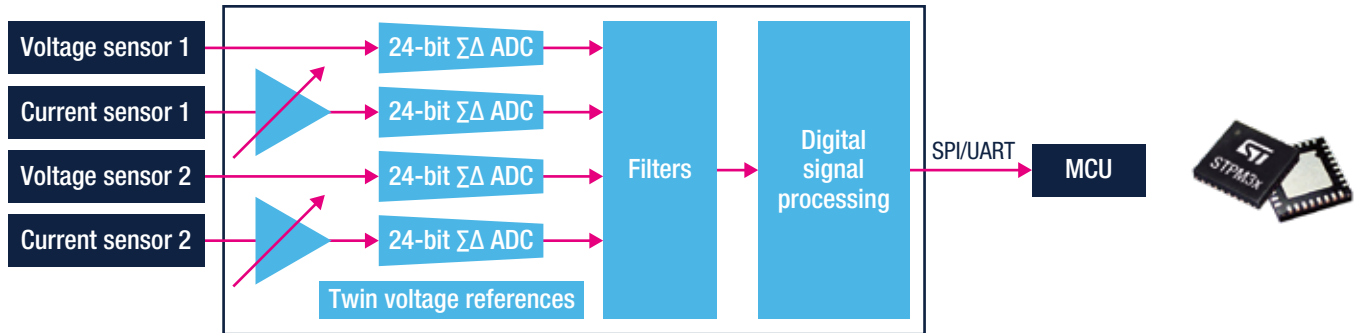 Voltage sensor 1
24-bit ∑Δ ADC
Current sensor 1
24-bit ∑Δ ADC
Voltage sensor 2
24-bit ∑Δ ADC
Current sensor 2
24-bit ∑Δ ADC
Twin voltage references
Filters
Digital
signal
processing
SPI/UART
MCU
ST
STPM3x